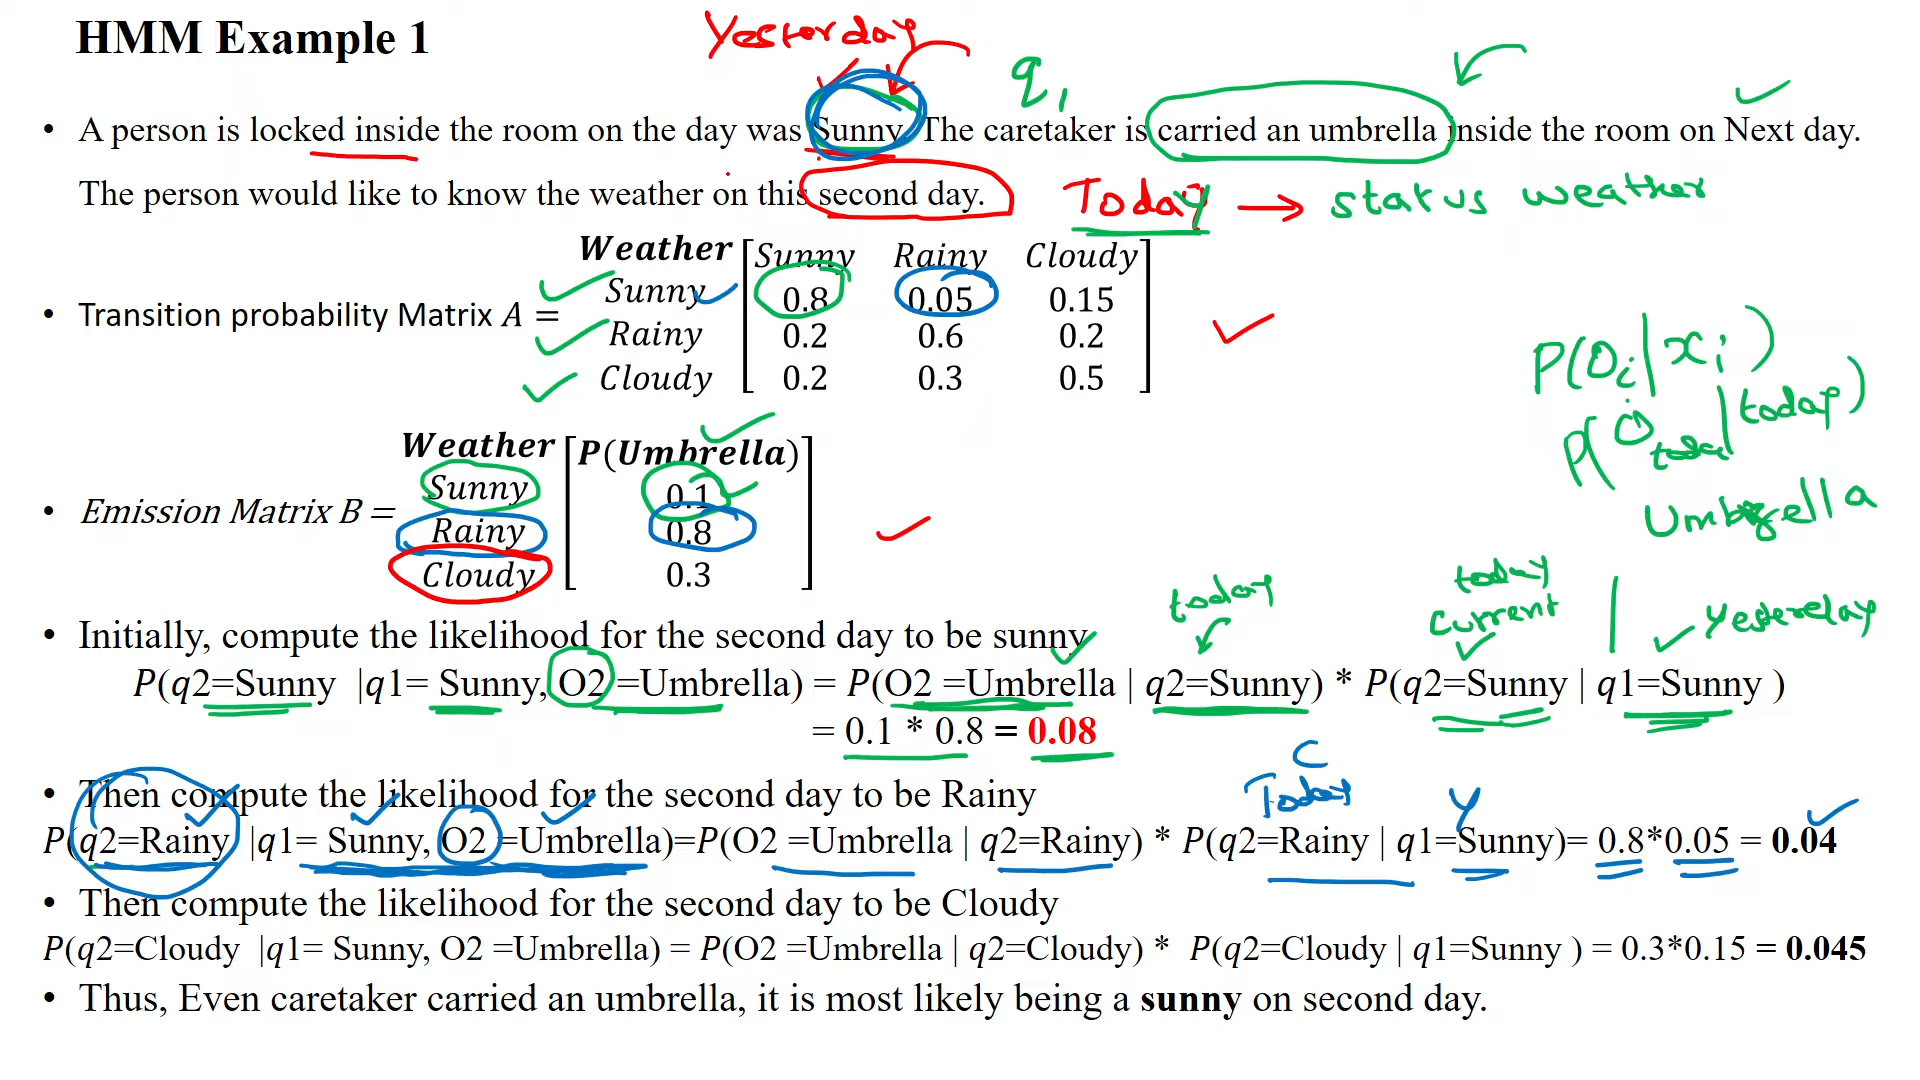 HMM Example 1
Yesterday
q1
• A person is locked inside the room on the day was Sunny. The caretaker is carried an umbrella inside the room on Next day.
The person would like to know the weather on this second day.
Today → status weather
Weather Sunny Rainy Cloudy
Sunny 0.8 0.05 0.15
• Transition probability Matrix A =
Rainy 0.2 0.6 0.2
Cloudy 0.2 0.3 0.5
P(Oi|xi)
P(O toda | today)
Umbrella
Weather P(Umbrella)
Sunny 0.1
• Emission Matrix B =
Rainy 0.8
Cloudy 0.3
today
today
current | Yesterday
• Initially, compute the likelihood for the second day to be sunny
P(q2=Sunny |q1= Sunny, O2 =Umbrella) = P(O2 =Umbrella | q2=Sunny) * P(q2=Sunny | q1=Sunny )
= 0.1 * 0.8 = 0.08
C
Today Y
• Then compute the likelihood for the second day to be Rainy
P(q2=Rainy |q1= Sunny, O2 =Umbrella)=P(O2 =Umbrella | q2=Rainy) * P(q2=Rainy | q1=Sunny)= 0.8*0.05 = 0.04
• Then compute the likelihood for the second day to be Cloudy
P(q2=Cloudy |q1= Sunny, O2 =Umbrella) = P(O2 =Umbrella | q2=Cloudy) * P(q2=Cloudy | q1=Sunny ) = 0.3*0.15 = 0.045
• Thus, Even caretaker carried an umbrella, it is most likely being a sunny on second day.